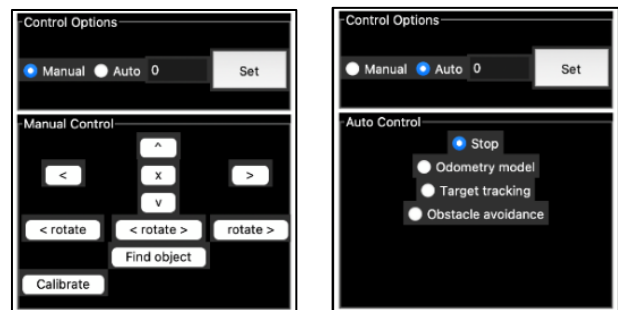 Control Options
Manual Auto 0 Set
Manual Control
^
< x >
v
< rotate < rotate > rotate >
Find object
Calibrate
Control Options
Manual Auto 0 Set
Auto Control
Stop
Odometry model
Target tracking
Obstacle avoidance